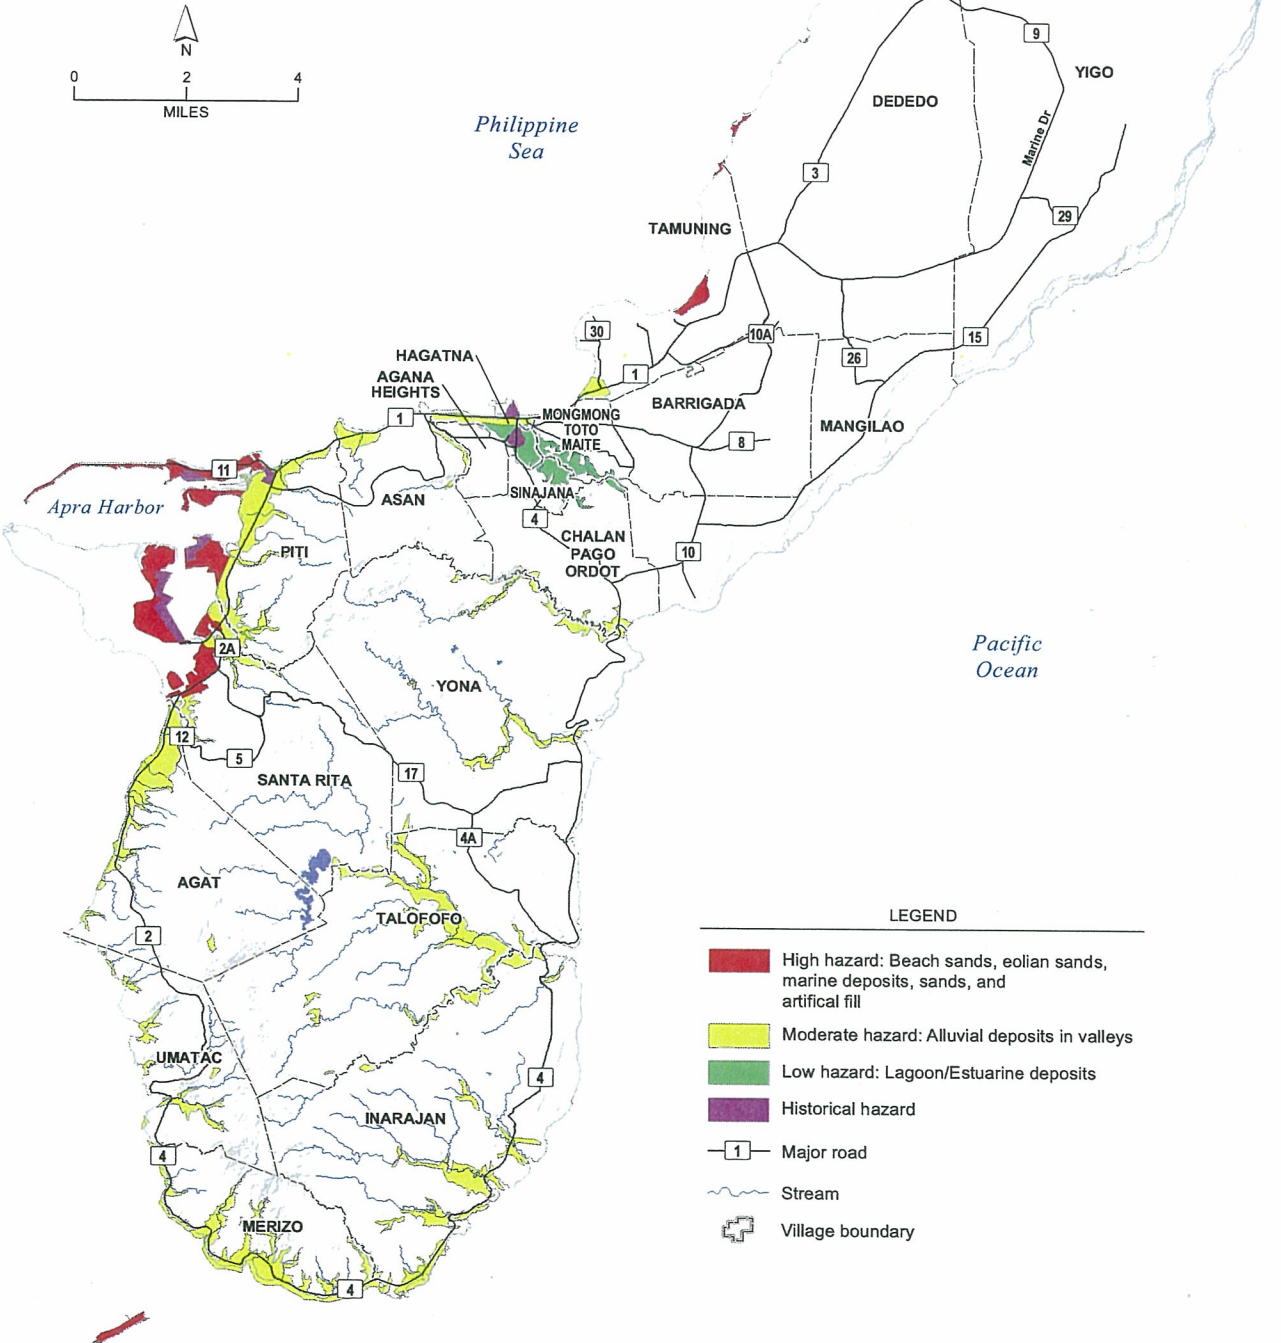 N
0 2 4
MILES
Philippine
Sea
9
YIGO
DEDEDO
Marine Dr
3
29
TAMUNING
30
10A
15
26
1
HAGATNA
AGANA
HEIGHTS
1
MONGMONG
TOTO
MAITE
BARRIGADA
MANGILAO
8
11
Apra Harbor
ASAN
SINAJANA
4
CHALAN
PAGO
ORDOT
10
PITI
2A
Pacific
Ocean
YONA
12
5
SANTA RITA
17
4A
AGAT
TALOFOFO
2
UMATAC
4
INARAJAN
4
MERIZO
4
LEGEND
High hazard: Beach sands, eolian sands,
marine deposits, sands, and
artifical fill
Moderate hazard: Alluvial deposits in valleys
Low hazard: Lagoon/Estuarine deposits
Historical hazard
1 Major road
Stream
Village boundary